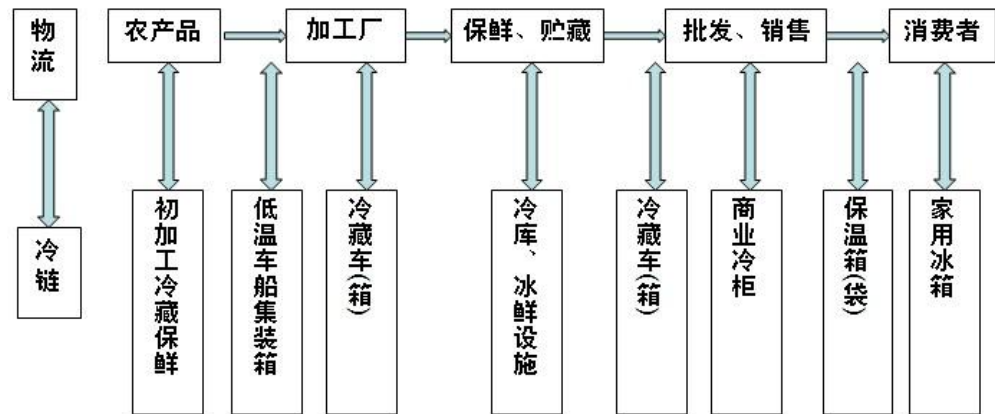 物流
农产品
加工厂
保鲜、贮藏
批发、销售
消费者
冷链
初加工冷藏保鲜
低温车船集装箱
冷藏车(箱)
冷库、冰鲜设施
冷藏车(箱)
商业冷柜
保温箱(袋)
家用冰箱